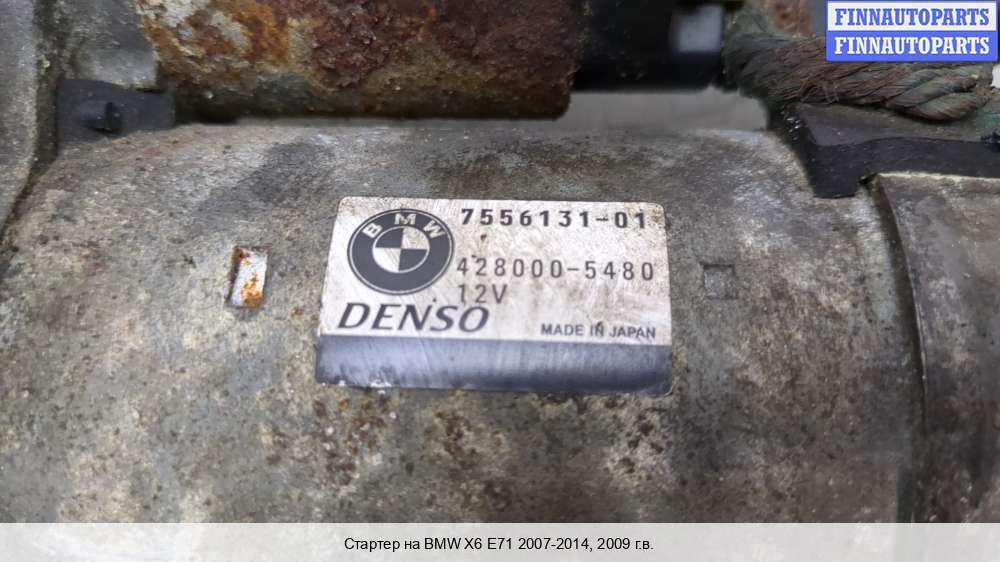 FINNAUTOPARTS
FINNAUTOPARTS
BMW
7556131-01
428000-5480
12V
DENSO
MADE IN JAPAN
Стартер на BMW X6 E71 2007-2014, 2009 г.в.